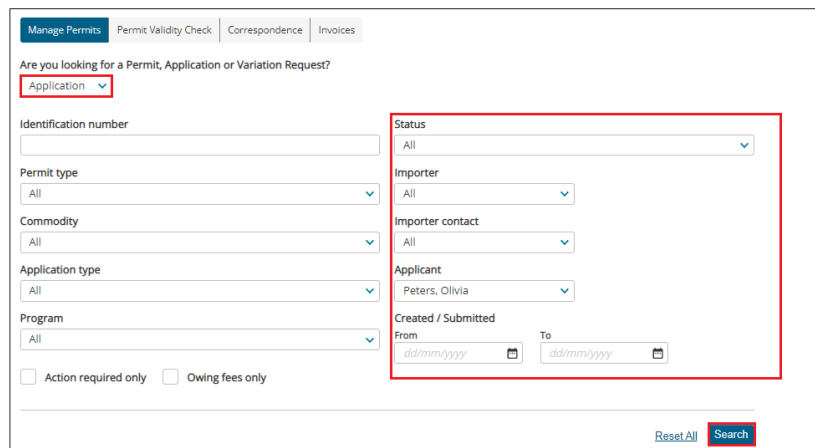 Manage Permits Permit Validity Check Correspondence Invoices
Are you looking for a Permit, Application or Variation Request?
Application
Identification number
Permit type
All
Commodity
All
Application type
All
Program
All
Action required only Owing fees only
Status
All
Importer
All
Importer contact
All
Applicant
Peters, Olivia
Created / Submitted
From To
dd/mm/yyyy dd/mm/yyyy
Reset All Search